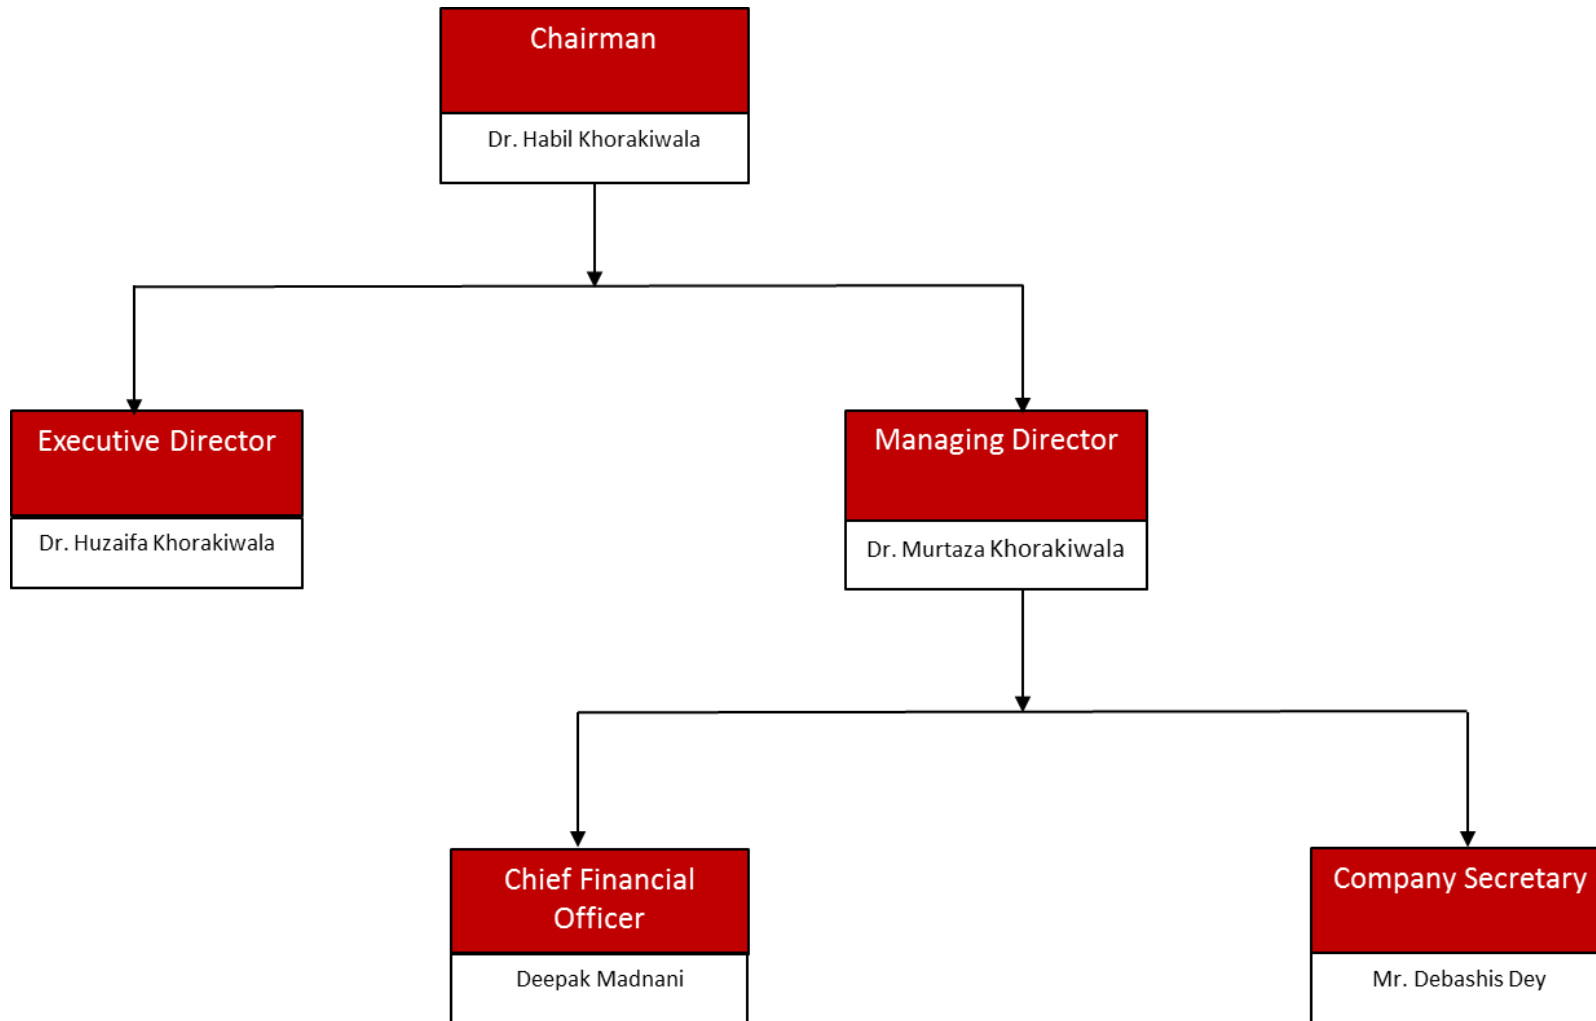 Chairman
Dr. Habil Khorakiwala
Executive Director
Dr. Huzaifa Khorakiwala
Managing Director
Dr. Murtaza Khorakiwala
Chief Financial
Officer
Deepak Madnani
Company Secretary
Mr. Debashis Dey